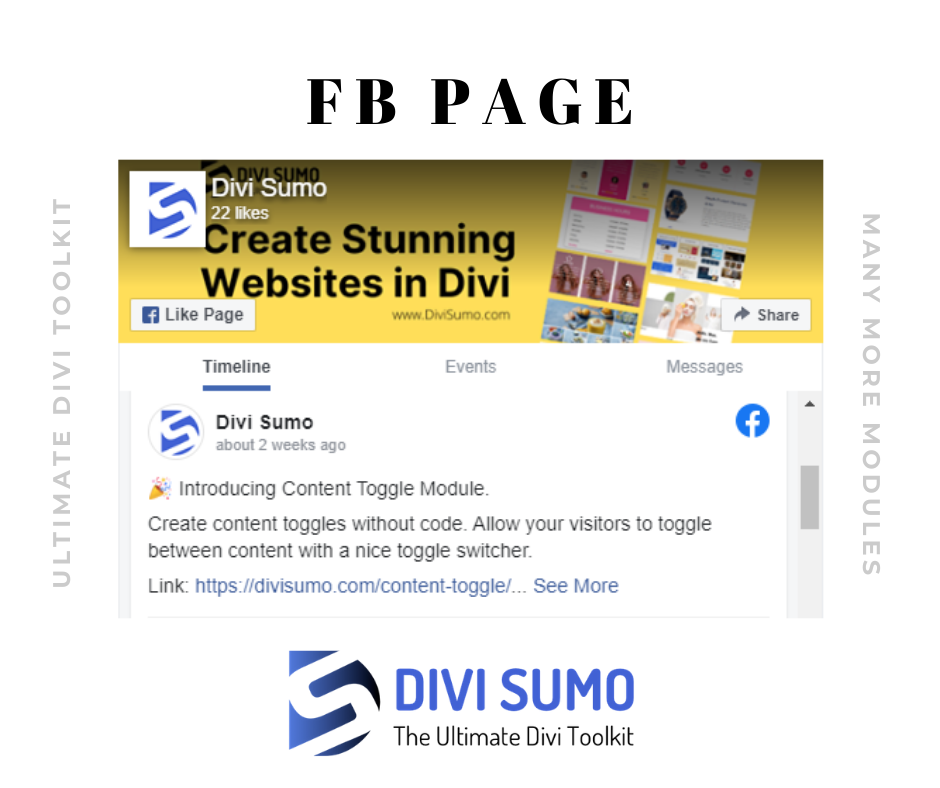 FB PAGE
ULTIMATE DIVI TOOLKIT
DIVI SUMO
Divi Sumo
22 likes
Create Stunning
Websites in Divi
www.DiviSumo.com
Like Page
Share
Timeline
Events
Messages
Divi Sumo
about 2 weeks ago
🎉 Introducing Content Toggle Module.
Create content toggles without code. Allow your visitors to toggle
between content with a nice toggle switcher.
Link: https://divisumo.com/content-toggle/... See More
MANY MORE MODULES
DIVI SUMO
The Ultimate Divi Toolkit